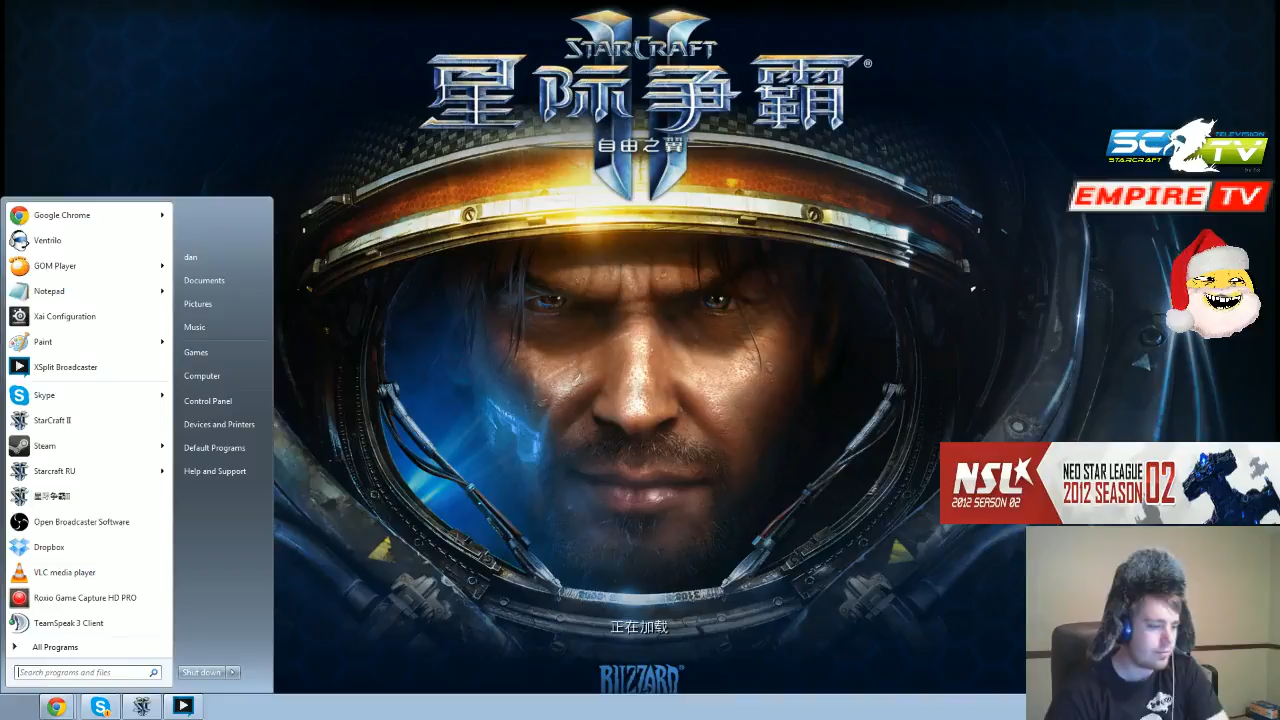 STARCRAFT
II
星际争霸®
自由之翼
SC2TV
TELEVISION
STARCRAFT
EMPIRE TV
Google Chrome
Ventrilo
GOM Player
Notepad
Xai Configuration
Paint
XSplit Broadcaster
Skype
StarCraft II
Steam
Starcraft RU
星际争霸II
Open Broadcaster Software
Dropbox
VLC media player
Roxio Game Capture HD PRO
TeamSpeak 3 Client
All Programs
Search programs and files
dan
Documents
Pictures
Music
Games
Computer
Control Panel
Devices and Printers
Default Programs
Help and Support
Shut down
NSL
2012 SEASON 02
NEO STAR LEAGUE
2012 SEASON 02
正在加载
BLIZZARD